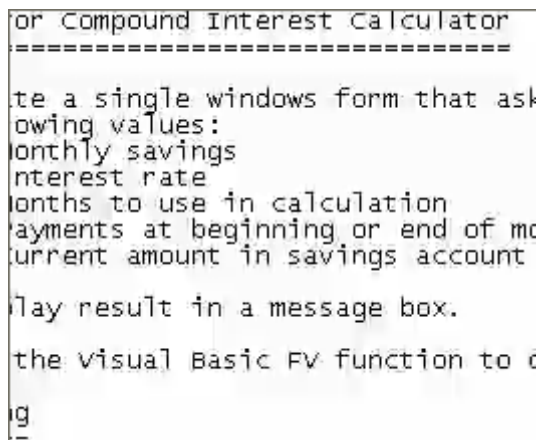 or Compound Interest Calculator
===================================
te a single windows form that ask
owing values:
onthly savings
nterest rate
onths to use in calculation
ayments at beginning or end of mo
urrent amount in savings account
lay result in a message box.
the Visual Basic FV function to
g